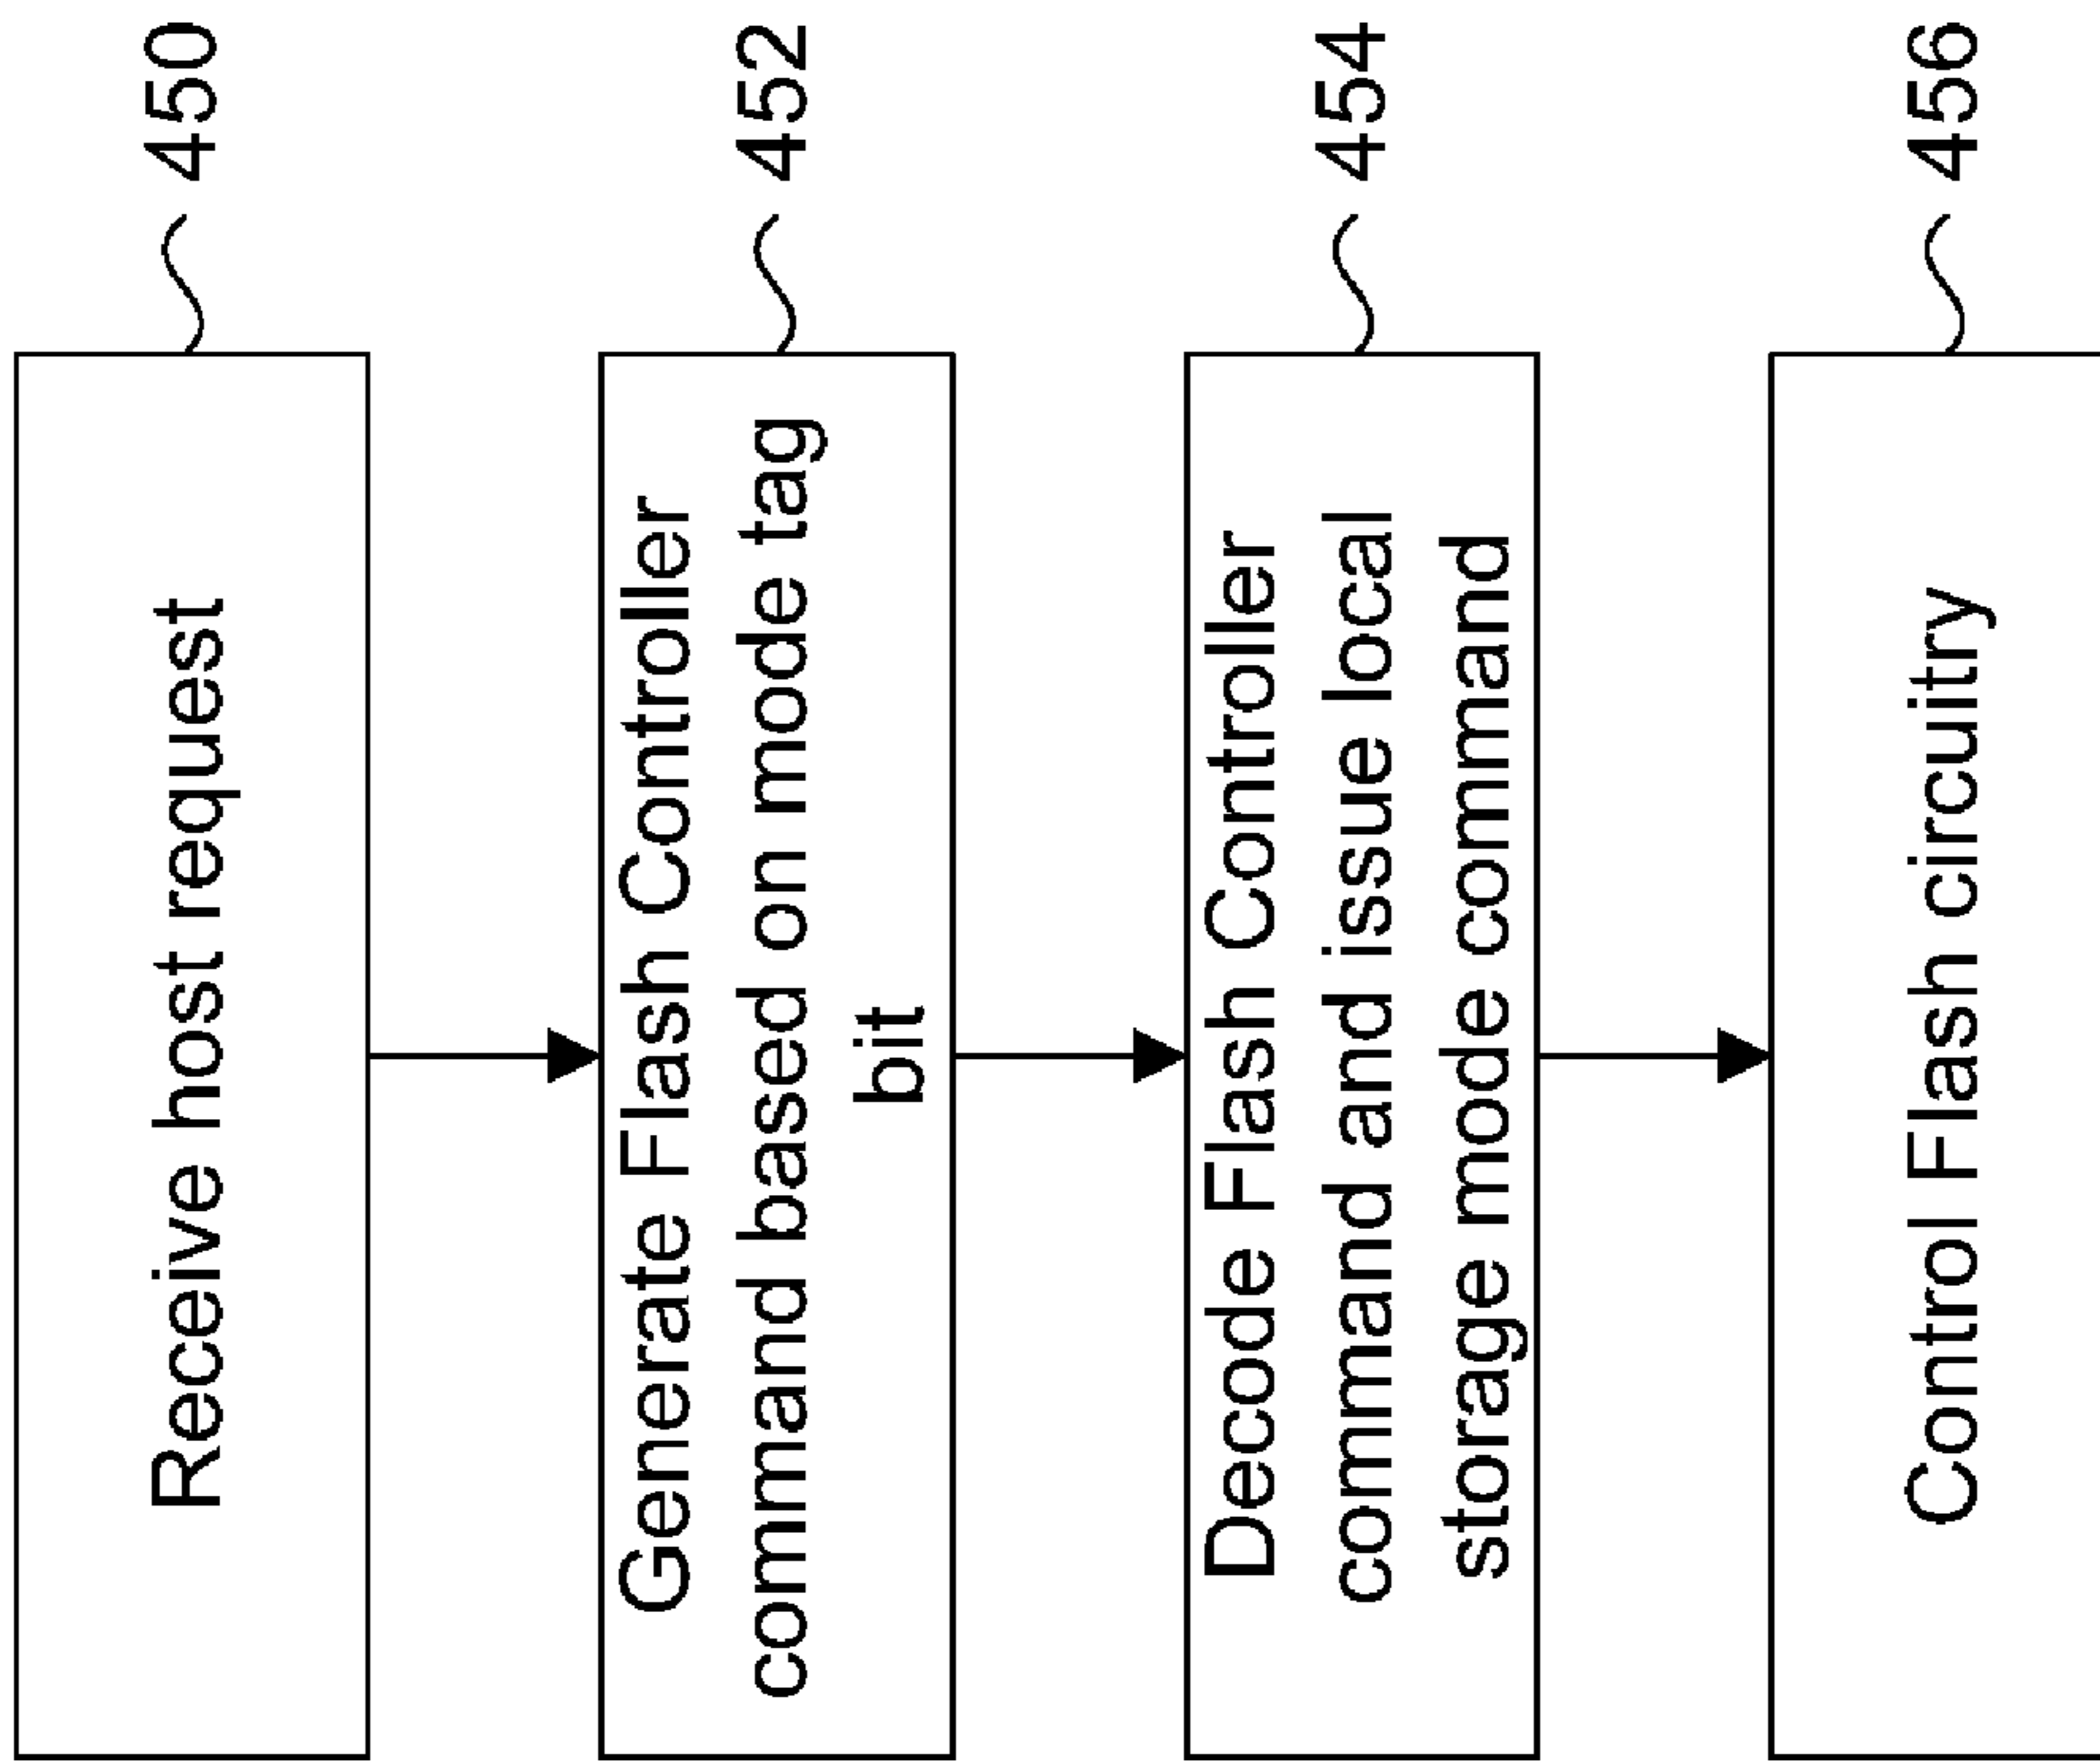 Receive host request
450
Generate Flash Controller
command based on mode tag
bit
452
Decode Flash Controller
command and issue local
storage mode command
454
Control Flash circuitry
456